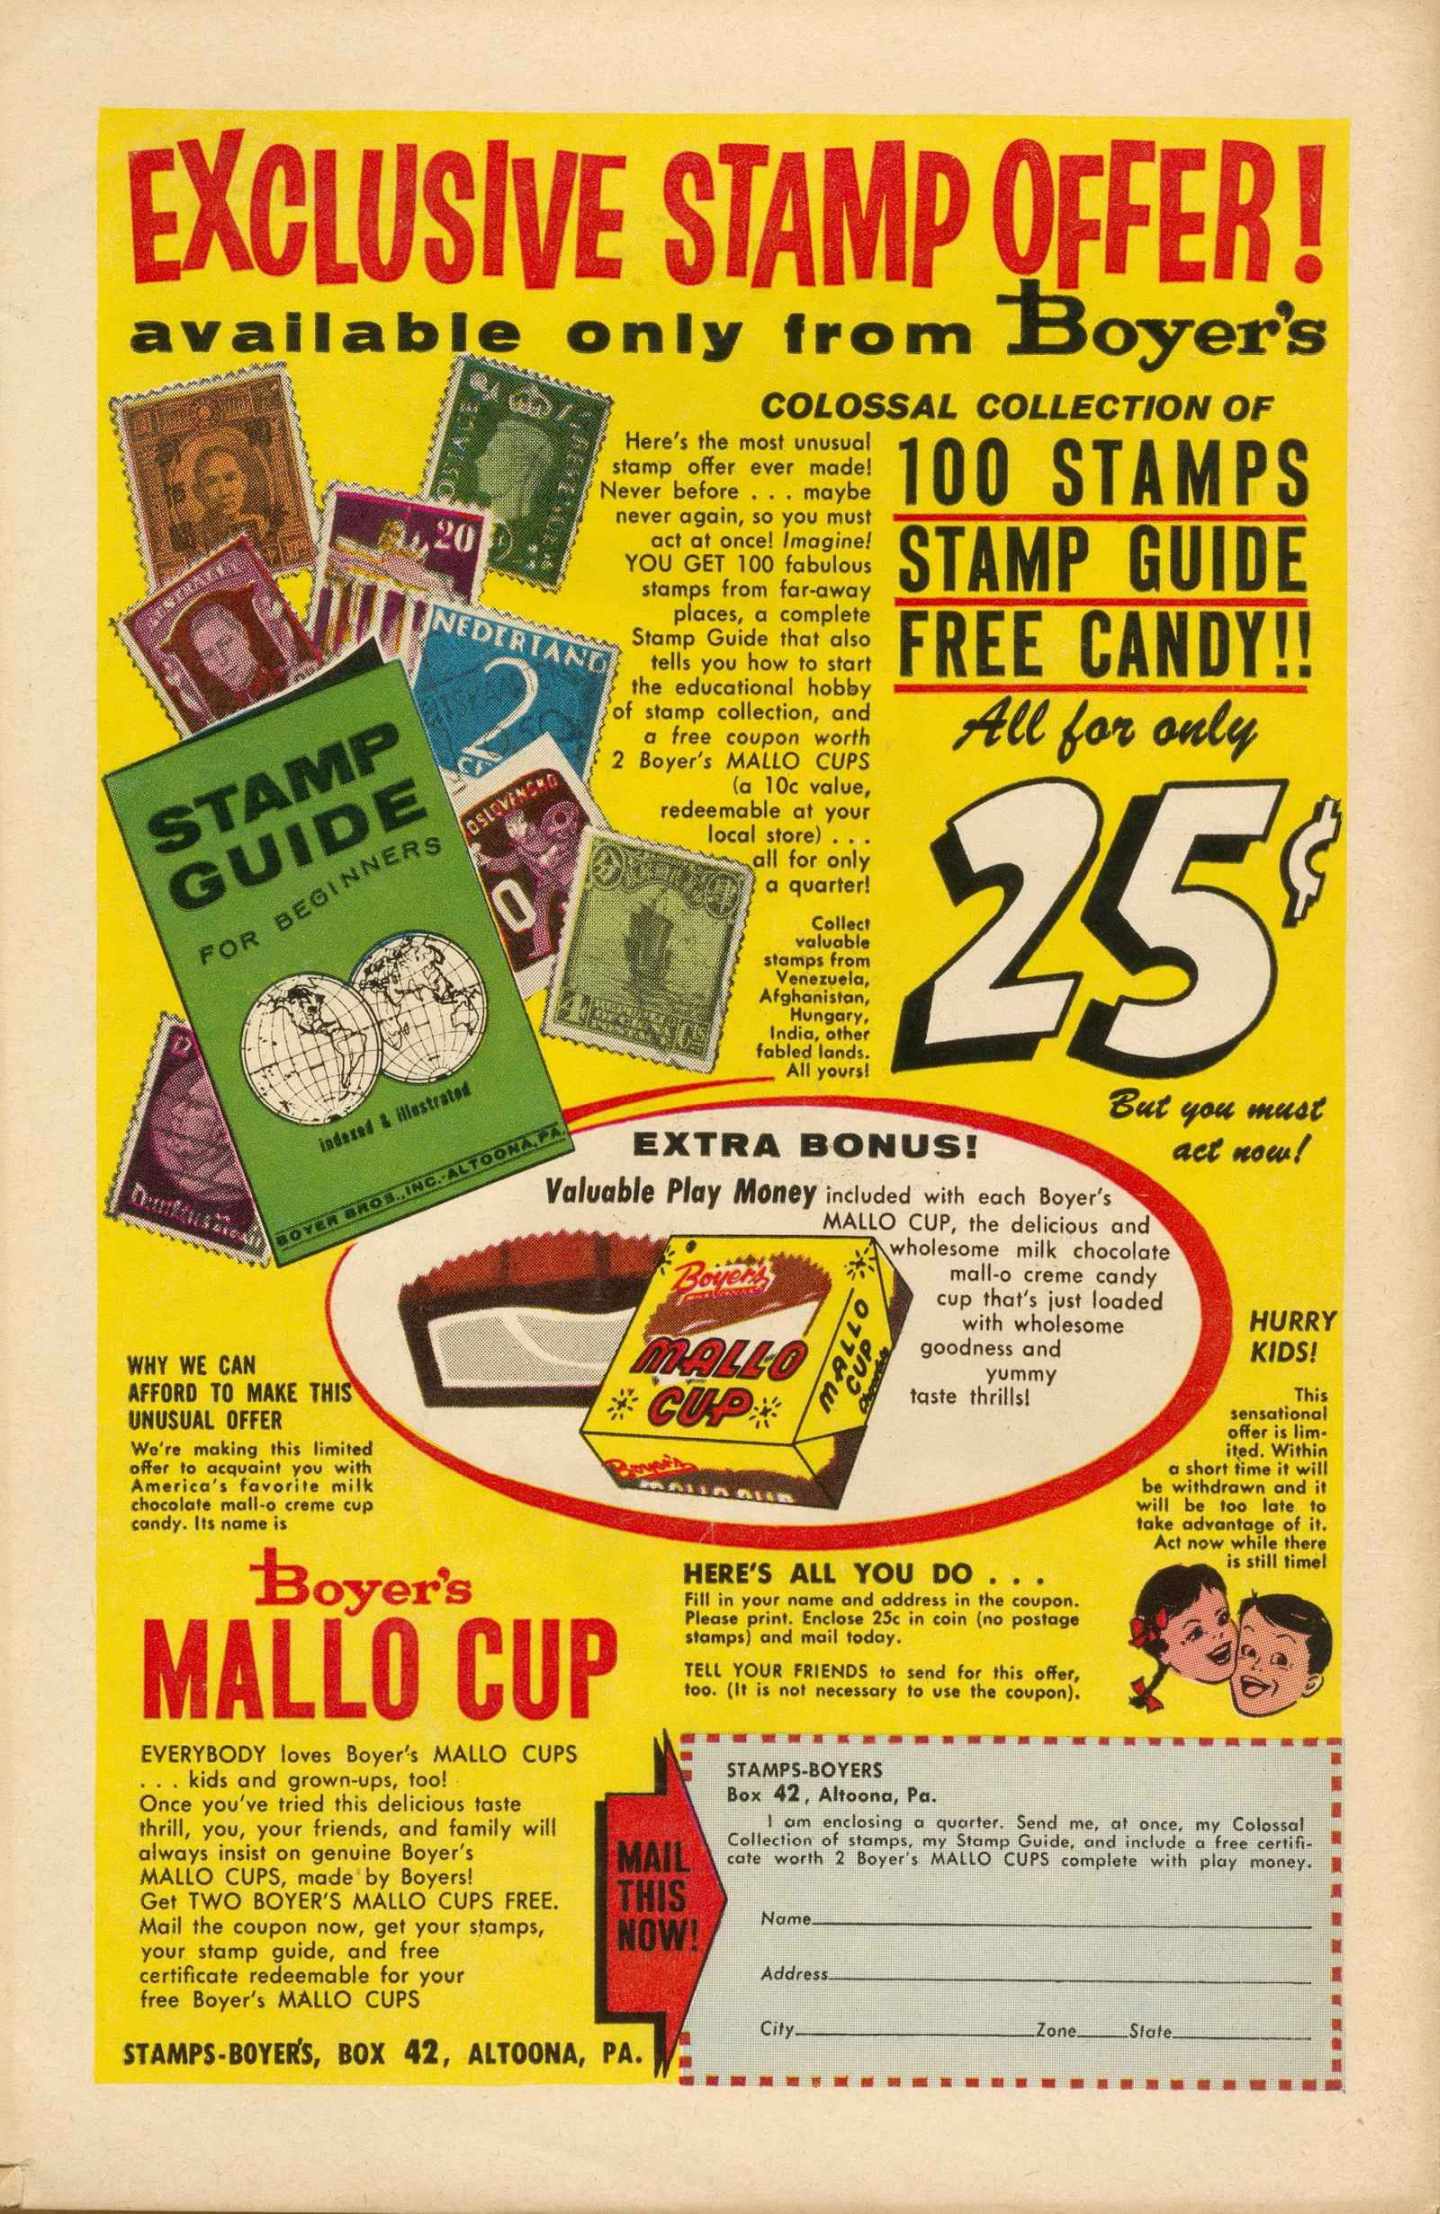 EXCLUSIVE STAMP OFFER!
available only from Boyer's
COLOSSAL COLLECTION OF
100 STAMPS
STAMP GUIDE
FREE CANDY!!
All for only
25¢
But you must
act now!
Here's the most unusual
stamp offer ever made!
Never before . . . maybe
never again, so you must
act at once! Imagine!
YOU GET 100 fabulous
stamps from far-away
places, a complete
Stamp Guide that also
tells you how to start
the educational hobby
of stamp collection, and
a free coupon worth
2 Boyer's MALLO CUPS
(a 10c value,
redeemable at your
local store) . . .
all for only
a quarter!
Collect
valuable
stamps from
Venezuela,
Afghanistan,
Hungary,
India, other
fabled lands.
All yours!
20
NEDERLAND
2
CT
STAMP
GUIDE
FOR BEGINNERS
indexed & illustrated
BOYER BROS., INC.-ALTOONA, PA.
EXTRA BONUS!
Valuable Play Money included with each Boyer's
MALLO CUP, the delicious and
wholesome milk chocolate
mall-o creme candy
cup that's just loaded
with wholesome
goodness and
yummy
taste thrills!
Boyer's
MALLO
CUP
MALLO
CUP
Boyer's
MALLO CUP
HURRY
KIDS!
This
sensational
offer is lim-
ited. Within
a short time it will
be withdrawn and it
will be too late to
take advantage of it.
Act now while there
is still time!
WHY WE CAN
AFFORD TO MAKE THIS
UNUSUAL OFFER
We're making this limited
offer to acquaint you with
America's favorite milk
chocolate mall-o creme cup
candy. Its name is
Boyer's
MALLO CUP
EVERYBODY loves Boyer's MALLO CUPS
. . . kids and grown-ups, too!
Once you've tried this delicious taste
thrill, you, your friends, and family will
always insist on genuine Boyer's
MALLO CUPS, made by Boyers!
Get TWO BOYER'S MALLO CUPS FREE.
Mail the coupon now, get your stamps,
your stamp guide, and free
certificate redeemable for your
free Boyer's MALLO CUPS
STAMPS-BOYER'S, BOX 42, ALTOONA, PA.
HERE'S ALL YOU DO . . .
Fill in your name and address in the coupon.
Please print. Enclose 25c in coin (no postage
stamps) and mail today.
TELL YOUR FRIENDS to send for this offer,
too. (It is not necessary to use the coupon).
MAIL
THIS
NOW!
STAMPS-BOYERS
Box 42, Altoona, Pa.
I am enclosing a quarter. Send me, at once, my Colossal
Collection of stamps, my Stamp Guide, and include a free certifi-
cate worth 2 Boyer's MALLO CUPS complete with play money.
Name
Address
City Zone State